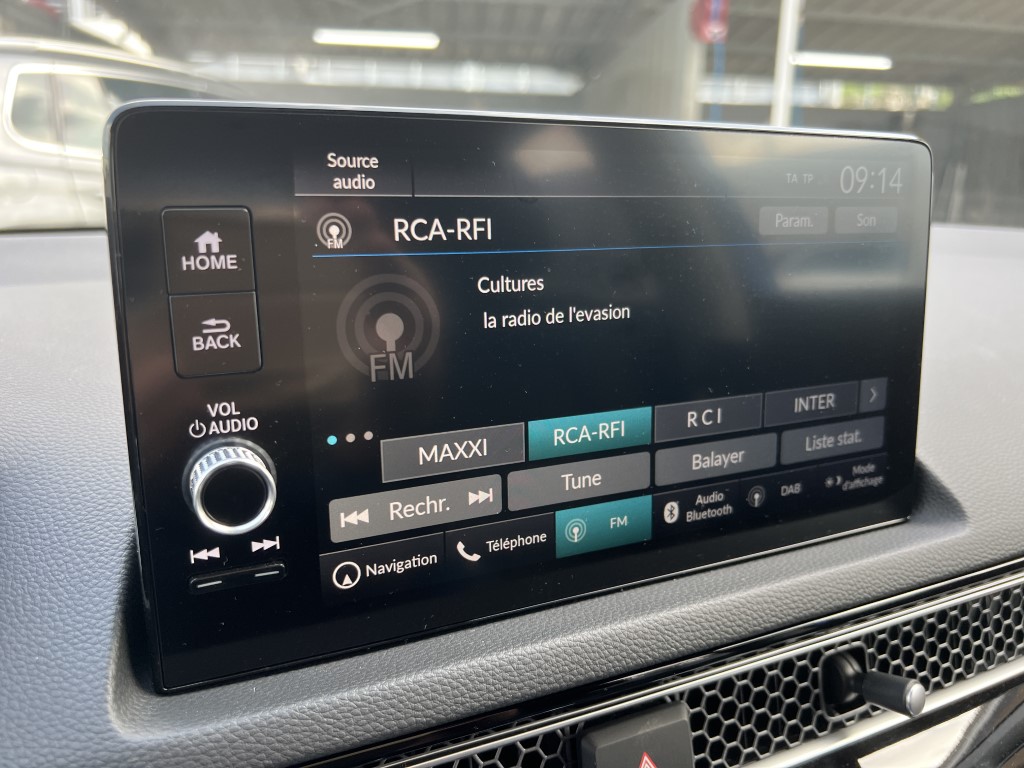 Source
audio
TA TP
09:14
FM
RCA-RFI
Param.
Son
HOME
BACK
Cultures
la radio de l'evasion
FM
VOL
AUDIO
MAXXI
RCA-RFI
RCI
INTER
Rechr.
Tune
Balayer
Liste stat.
Navigation
Téléphone
FM
Audio
Bluetooth
DAB
Mode
d'affichage